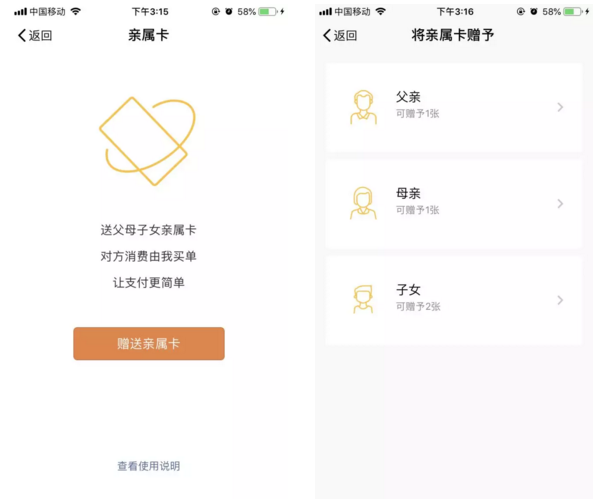 中国移动 下午3:15 58%
返回 亲属卡
送父母子女亲属卡
对方消费由我买单
让支付更简单
赠送亲属卡
查看使用说明
中国移动 下午3:16 58%
返回 将亲属卡赠予
父亲
可赠予1张
母亲
可赠予1张
子女
可赠予2张